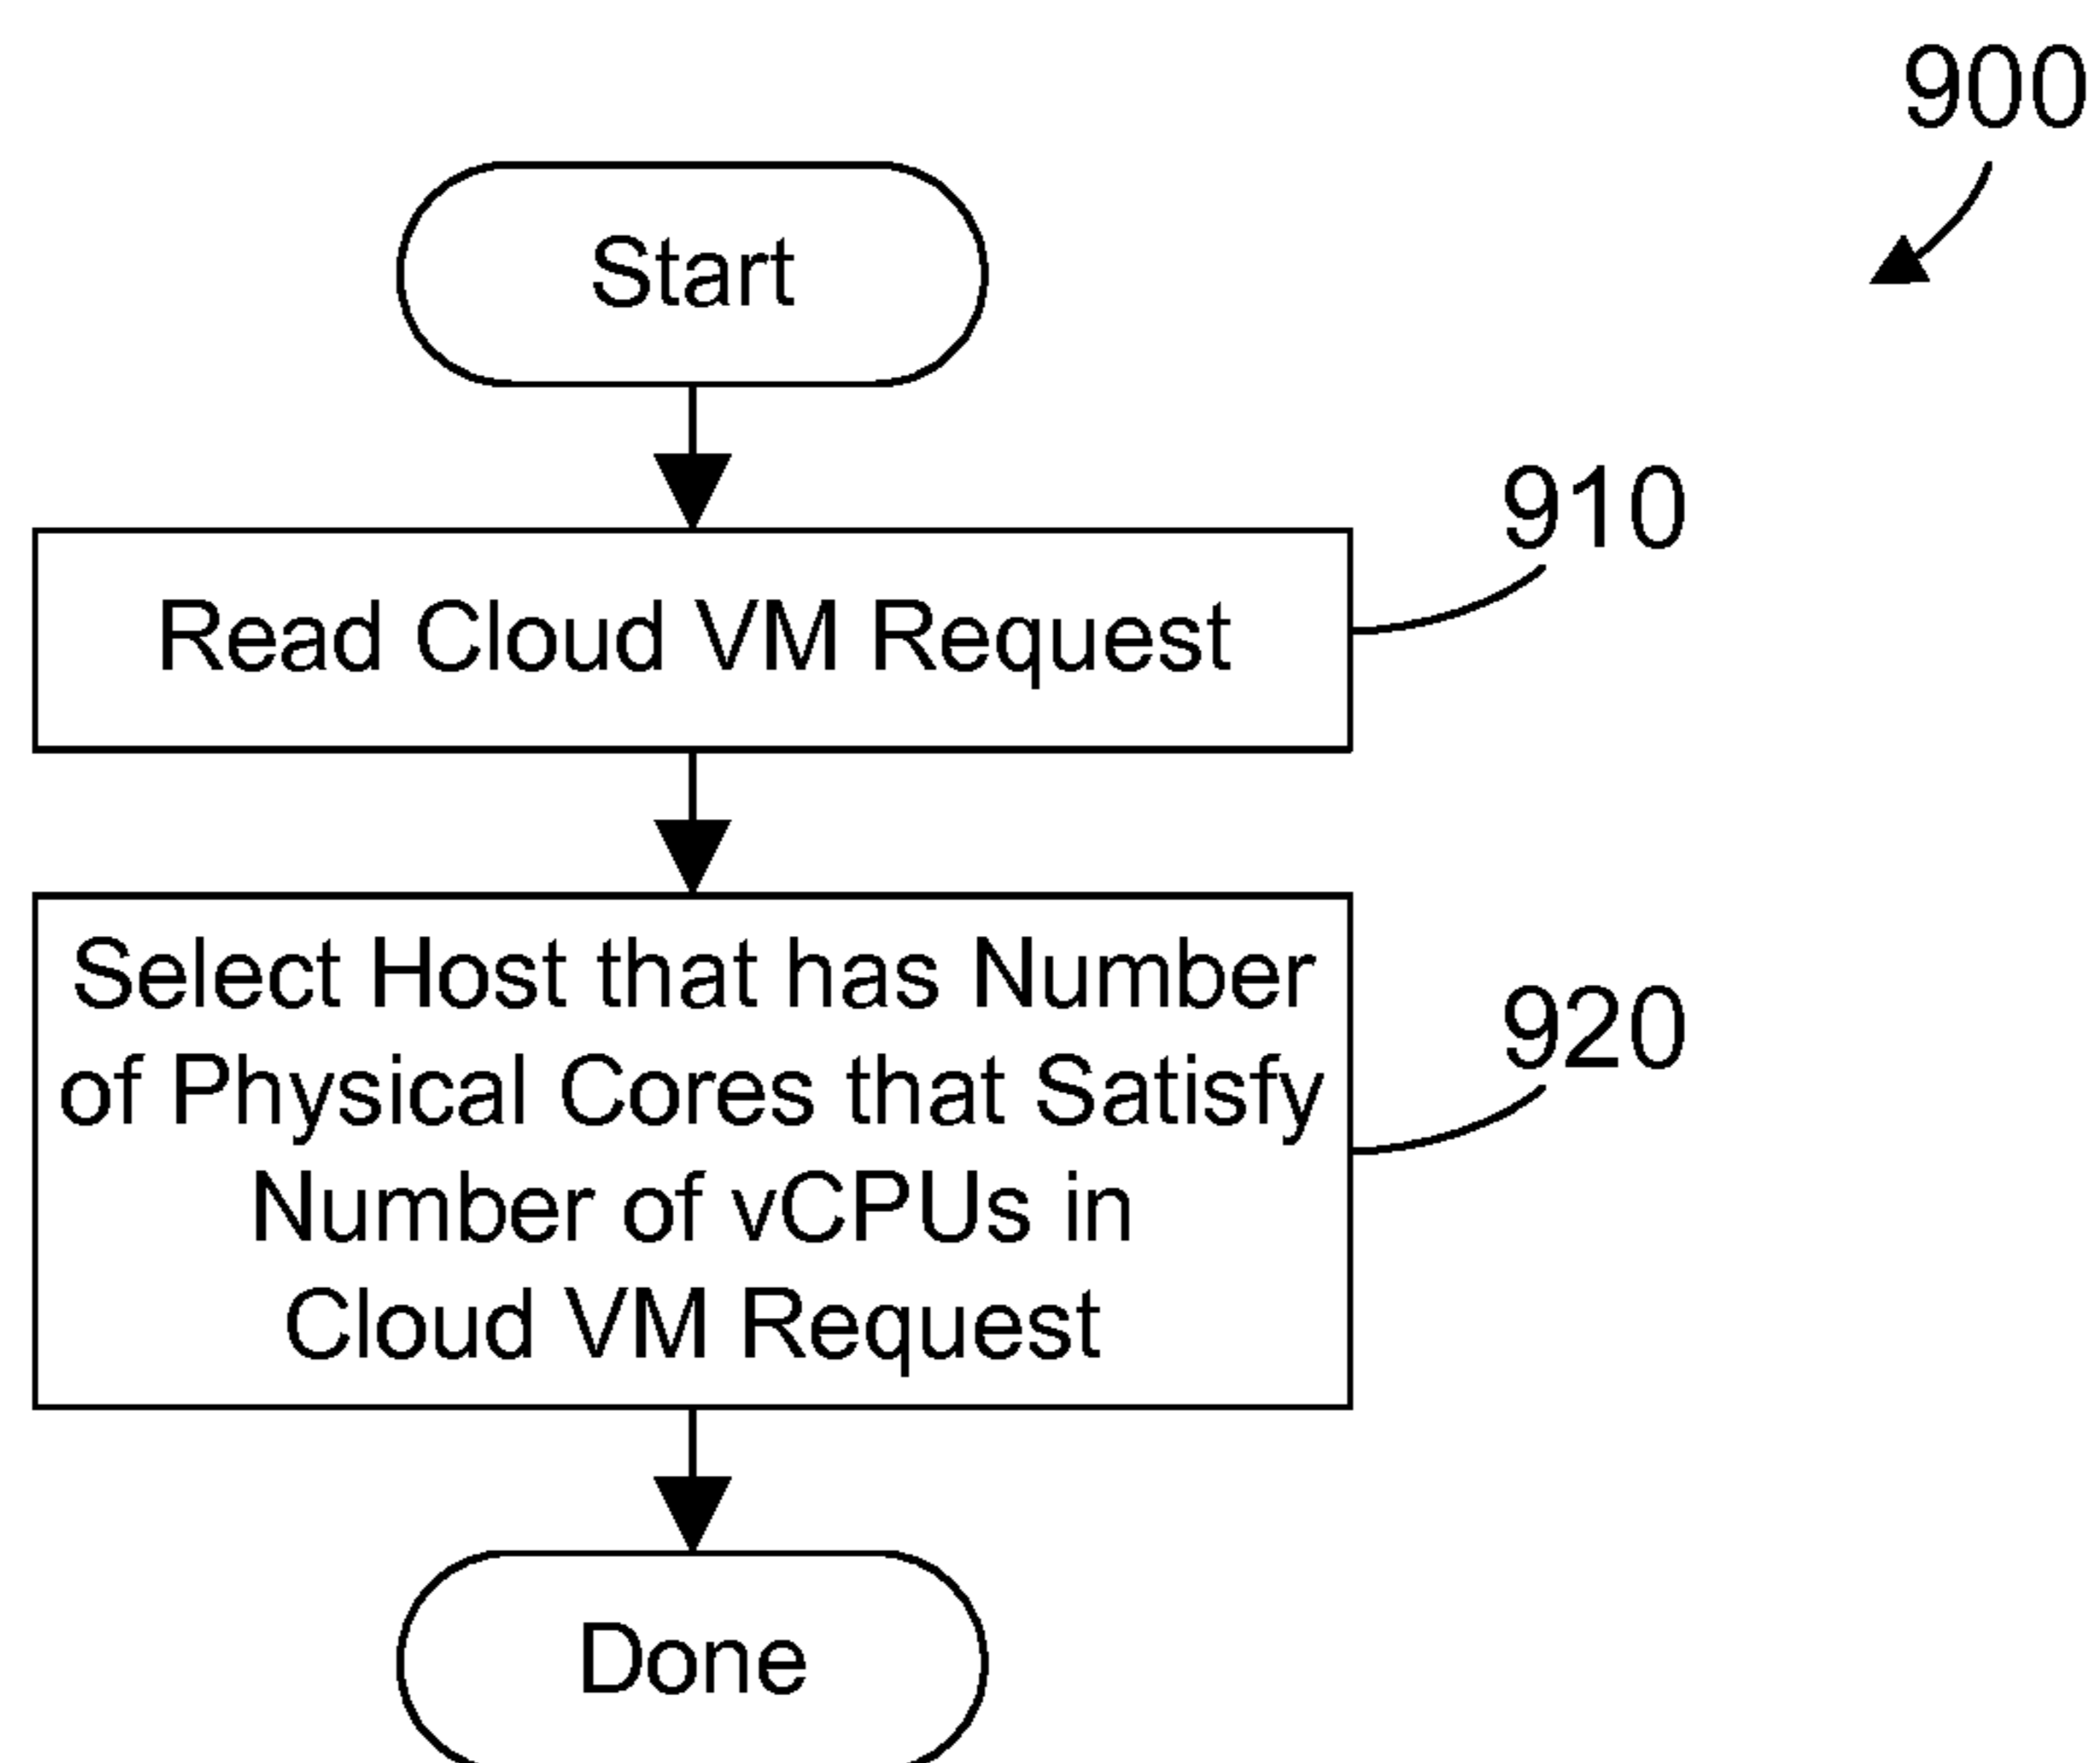 900
Start
910
Read Cloud VM Request
Select Host that has Number
of Physical Cores that Satisfy
920
Number of vCPUs in
Cloud VM Request
Done